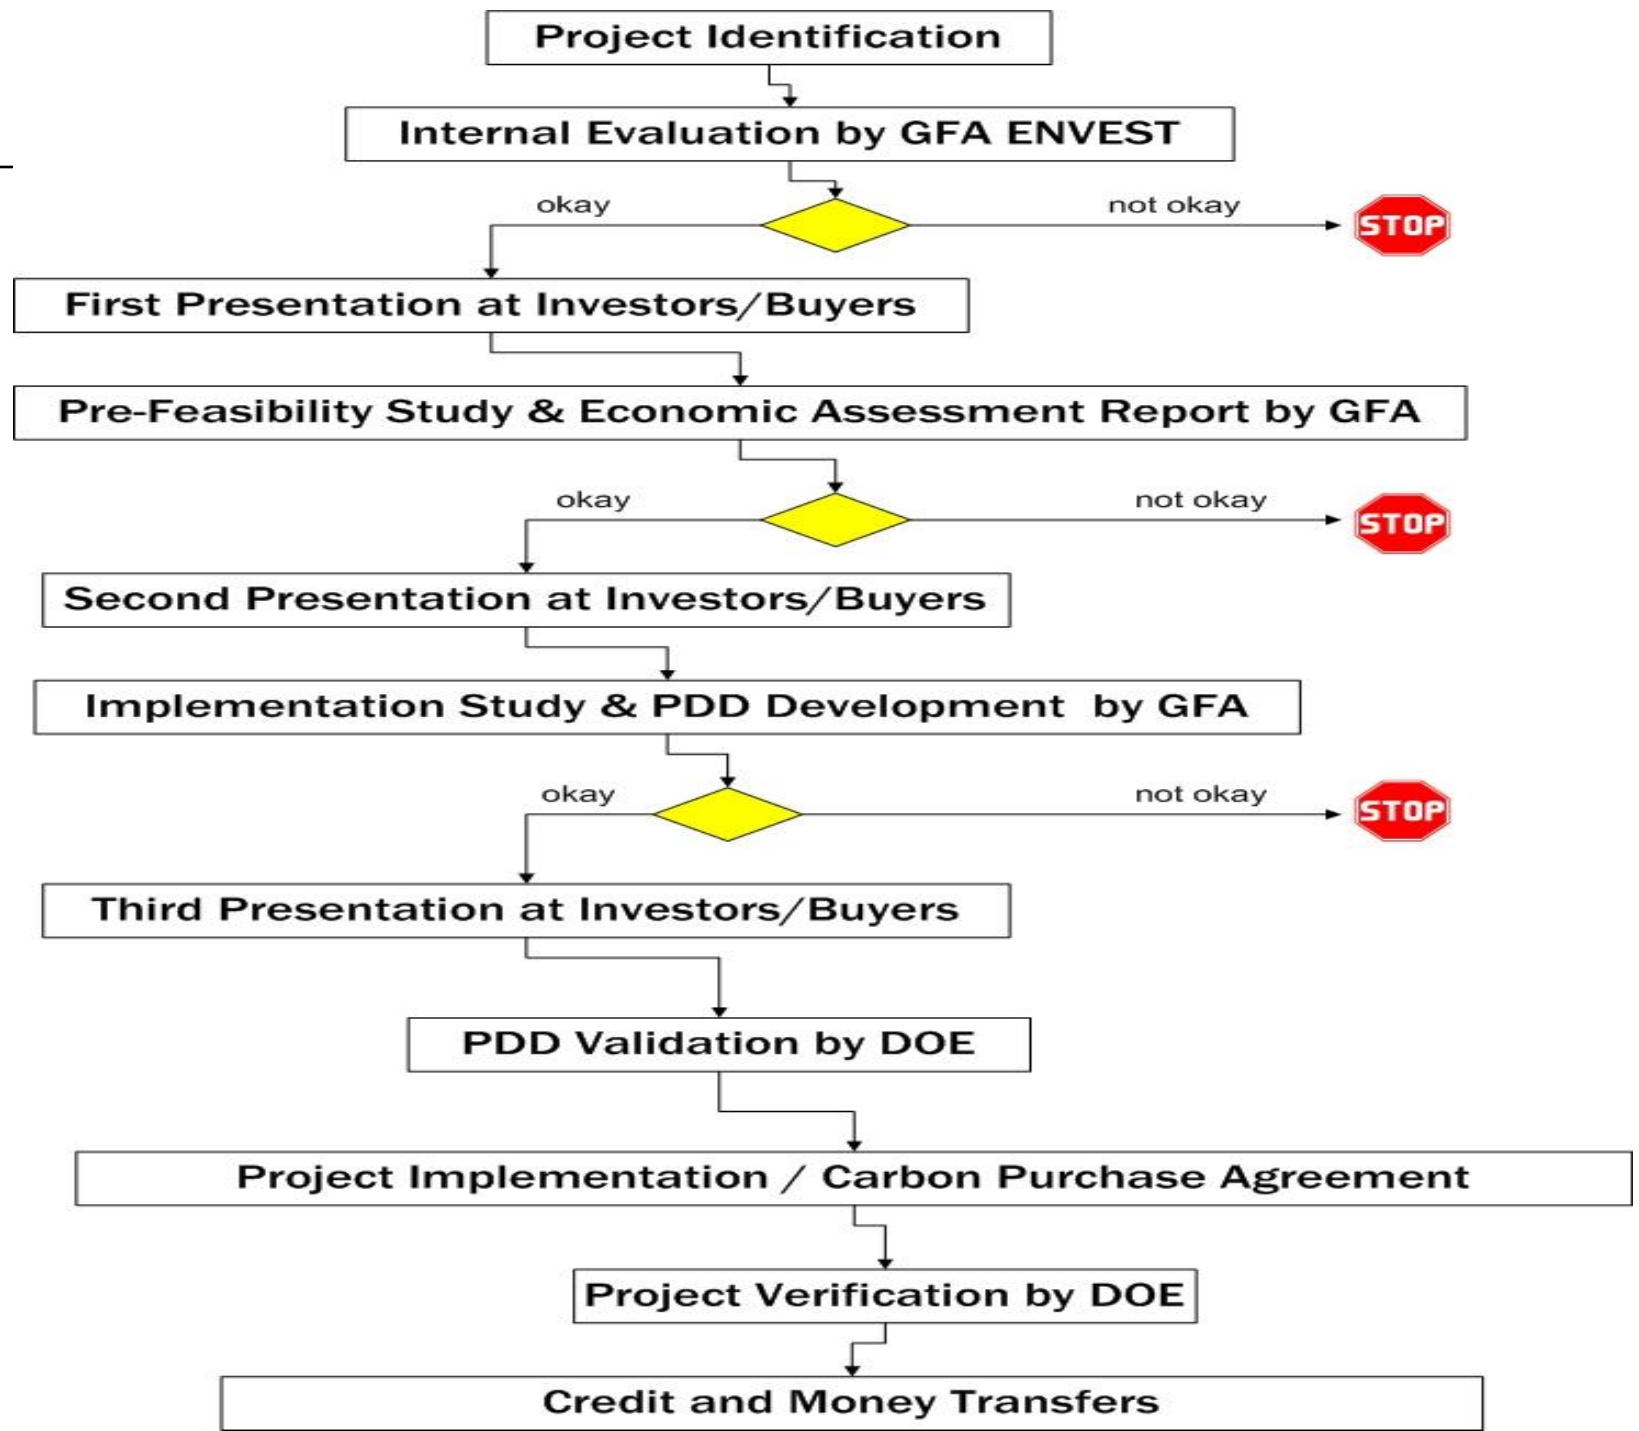 Project Identification
Internal Evaluation by GFA ENVEST
okay
not okay
STOP
First Presentation at Investors/Buyers
Pre-Feasibility Study & Economic Assessment Report by GFA
okay
not okay
STOP
Second Presentation at Investors/Buyers
Implementation Study & PDD Development by GFA
okay
not okay
STOP
Third Presentation at Investors/Buyers
PDD Validation by DOE
Project Implementation / Carbon Purchase Agreement
Project Verification by DOE
Credit and Money Transfers